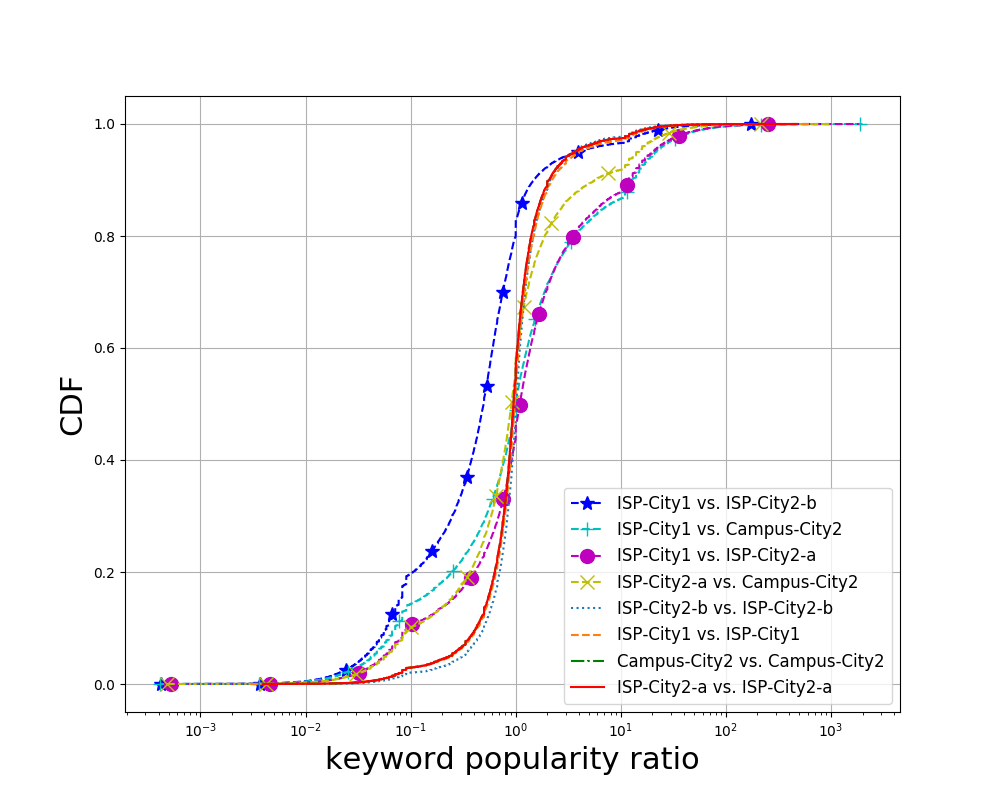 1.0
0.8
0.6
0.4
0.2
0.0
CDF
10⁻³ 10⁻² 10⁻¹ 10⁰ 10¹ 10² 10³
keyword popularity ratio
ISP-City1 vs. ISP-City2-b
ISP-City1 vs. Campus-City2
ISP-City1 vs. ISP-City2-a
ISP-City2-a vs. Campus-City2
ISP-City2-b vs. ISP-City2-b
ISP-City1 vs. ISP-City1
Campus-City2 vs. Campus-City2
ISP-City2-a vs. ISP-City2-a